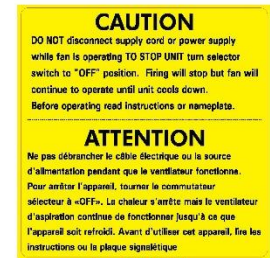 CAUTION
DO NOT disconnect supply cord or power supply
while fan is operating TO STOP UNIT turn selector
switch to "OFF" position. Firing will stop but fan will
continue to operate until unit cools down.
Before operating read instructions or nameplate.
ATTENTION
Ne pas débrancher le câble électrique ou la source
d'alimentation pendant que le ventilateur fonctionne.
Pour arrêter l'appareil, tourner le commutateur
sélecteur à «OFF». La chaleur s'arrête mais le ventilateur
d'aspiration continue de fonctionner jusqu'à ce que
l'appareil soit refroidi. Avant d'utiliser cet appareil, lire les
instructions ou la plaque signalétique